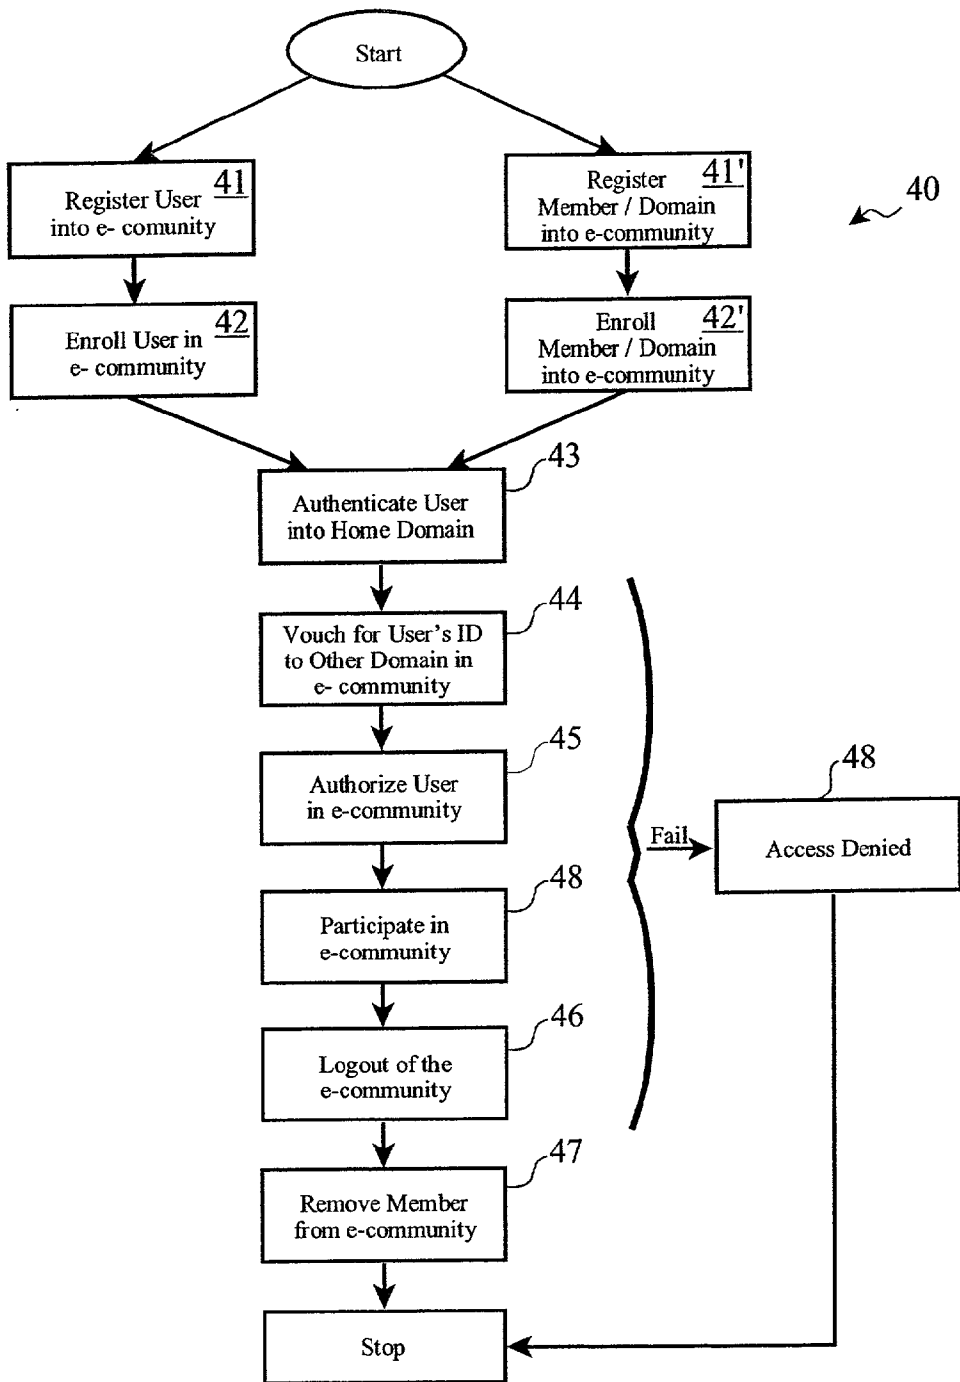 Start
41
Register User
into e- comunity
41'
Register
Member / Domain
into e-community
40
42
Enroll User in
e- community
42'
Enroll
Member / Domain
into e-community
43
Authenticate User
into Home Domain
44
Vouch for User's ID
to Other Domain in
e- community
45
Authorize User
in e-community
Fail
48
Access Denied
48
Participate in
e-community
46
Logout of the
e-community
47
Remove Member
from e-community
Stop